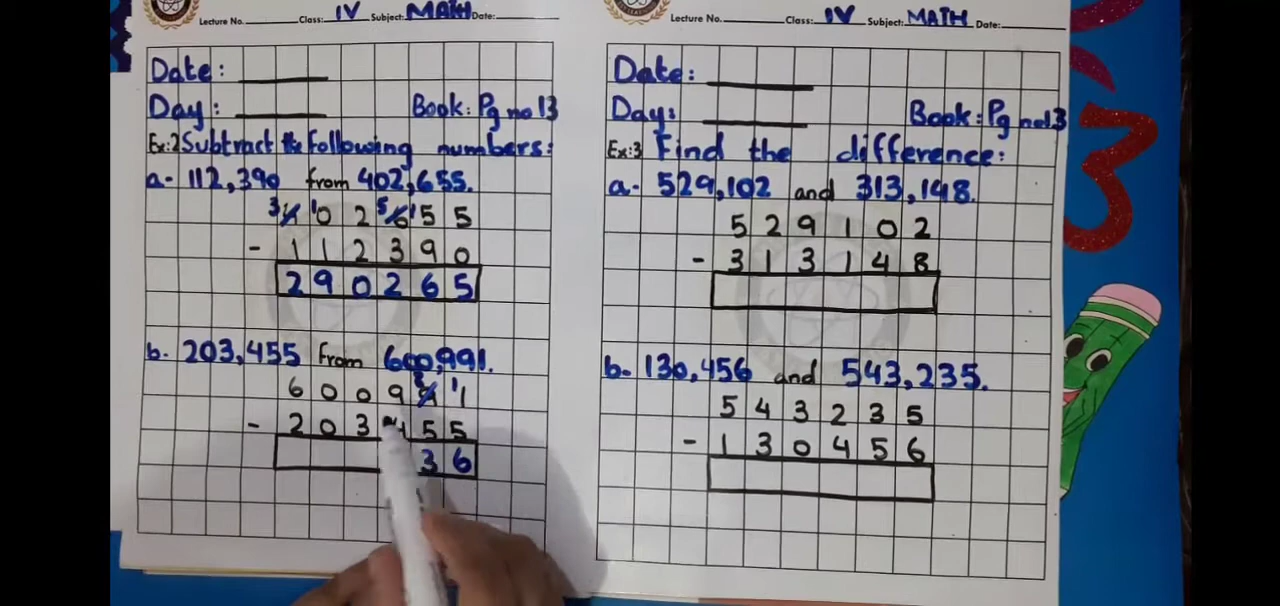 Lecture No. Class: IV Subject: MATH Date:
Date:
Day: Book: Pg no 13
Ex:2 Subtract the following numbers:
a- 112,390 from 402,655.
3 4 1 0 2 5 6 1 5 5
- 1 1 2 3 9 0
2 9 0 2 6 5
b. 203,455 from 600,991.
6 0 0 9 8 9 1 1
- 2 0 3 4 5 5
3 6
Lecture No. Class: IV Subject: MATH Date:
Date:
Day: Book: Pg no13
Ex:3 Find the difference:
a- 529,102 and 313,148.
5 2 9 1 0 2
- 3 1 3 1 4 8
b- 130,456 and 543,235.
5 4 3 2 3 5
- 1 3 0 4 5 6